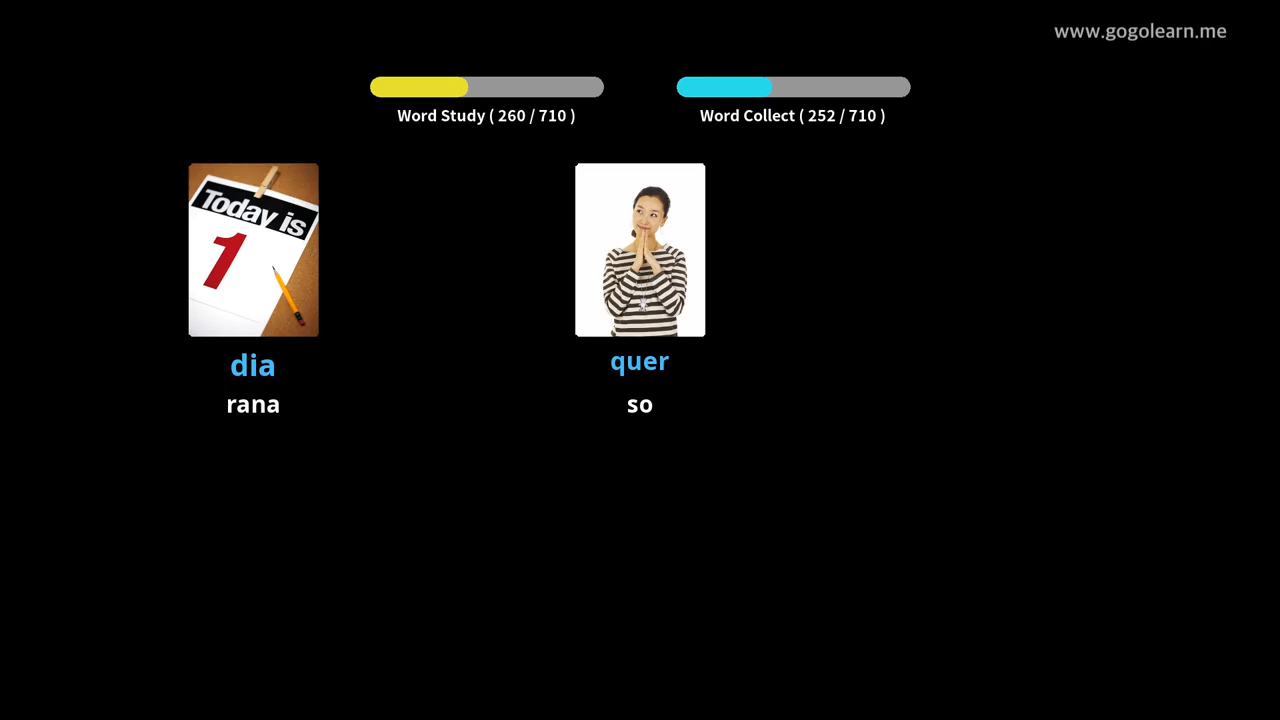 www.gogolearn.me
Word Study ( 260 / 710 )
Word Collect ( 252 / 710 )
Today is
1
dia
rana
quer
so